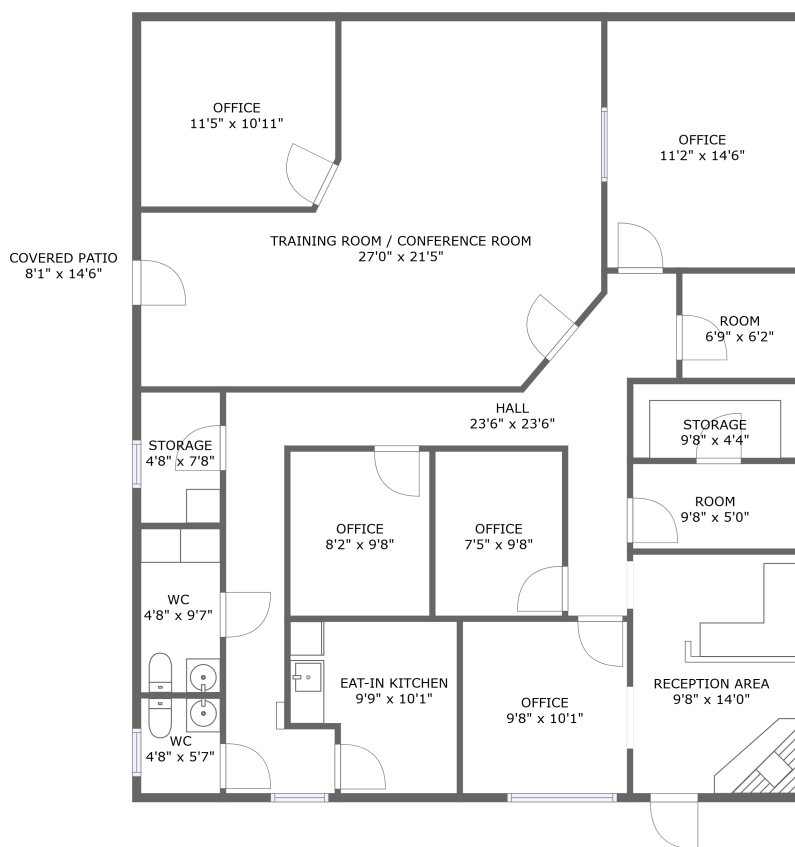 OFFICE
11'5" x 10'11"
OFFICE
11'2" x 14'6"
TRAINING ROOM / CONFERENCE ROOM
27'0" x 21'5"
COVERED PATIO
8'1" x 14'6"
ROOM
6'9" x 6'2"
HALL
23'6" x 23'6"
STORAGE
9'8" x 4'4"
STORAGE
4'8" x 7'8"
ROOM
9'8" x 5'0"
OFFICE
8'2" x 9'8"
OFFICE
7'5" x 9'8"
WC
4'8" x 9'7"
EAT-IN KITCHEN
9'9" x 10'1"
RECEPTION AREA
9'8" x 14'0"
OFFICE
9'8" x 10'1"
WC
4'8" x 5'7"